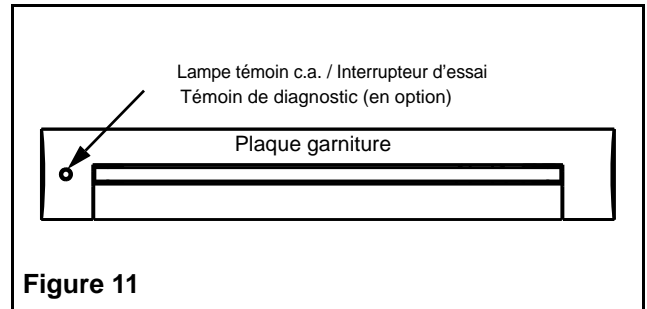 Lampe témoin c.a. / Interrupteur d'essai
Témoin de diagnostic (en option)
Plaque garniture
Figure 11